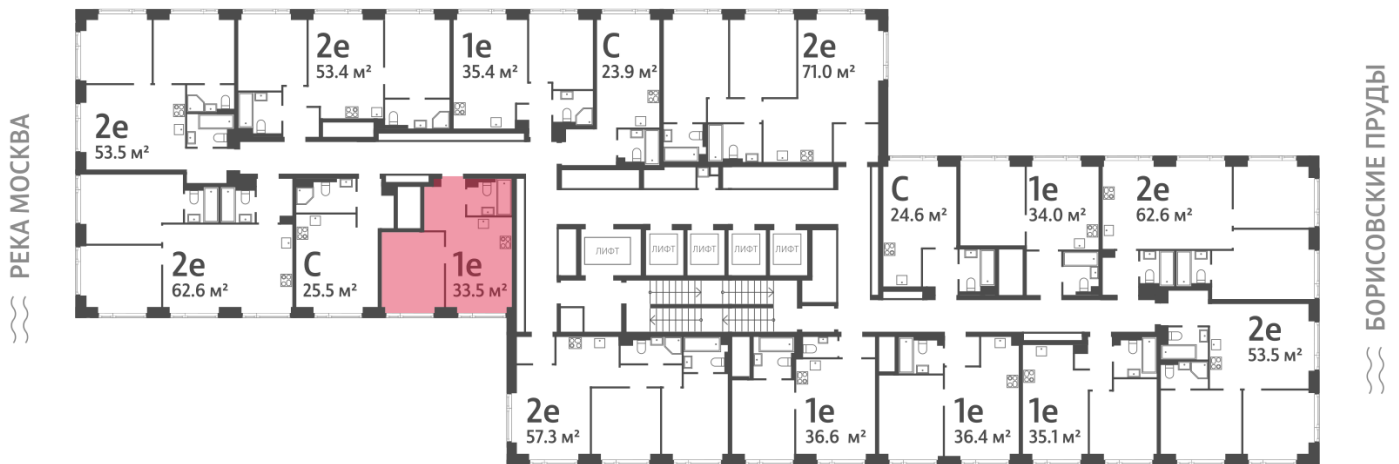 РЕКА МОСКВА
2е
53.5 м²
2е
53.4 м²
1е
35.4 м²
С
23.9 м²
2е
71.0 м²
2е
62.6 м²
С
25.5 м²
1е
33.5 м²
ЛИФТ
ЛИФТ
ЛИФТ
ЛИФТ
ЛИФТ
С
24.6 м²
1е
34.0 м²
2е
62.6 м²
2е
53.5 м²
2е
57.3 м²
1е
36.6 м²
1е
36.4 м²
1е
35.1 м²
БОРИСОВСКИЕ ПРУДЫ